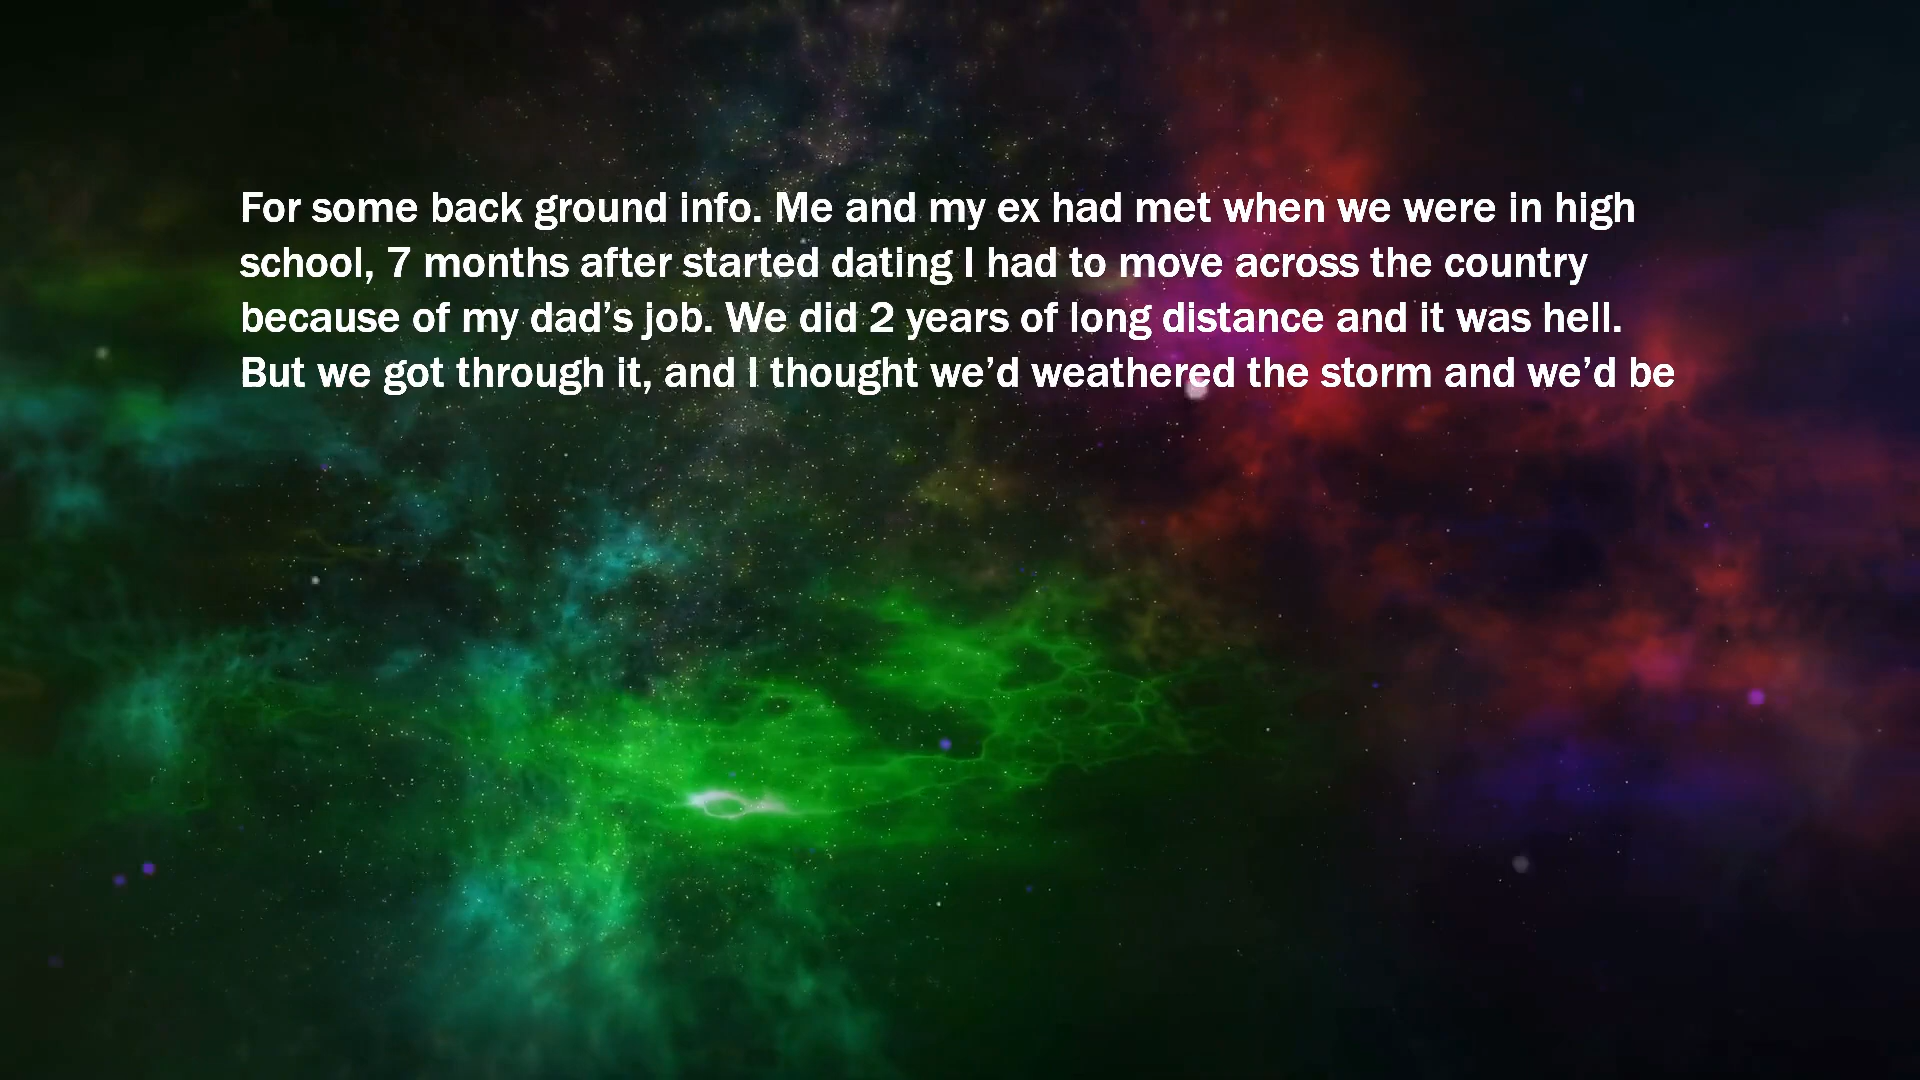 For some back ground info. Me and my ex had met when we were in high
school, 7 months after started dating I had to move across the country
because of my dad’s job. We did 2 years of long distance and it was hell.
But we got through it, and I thought we’d weathered the storm and we’d be